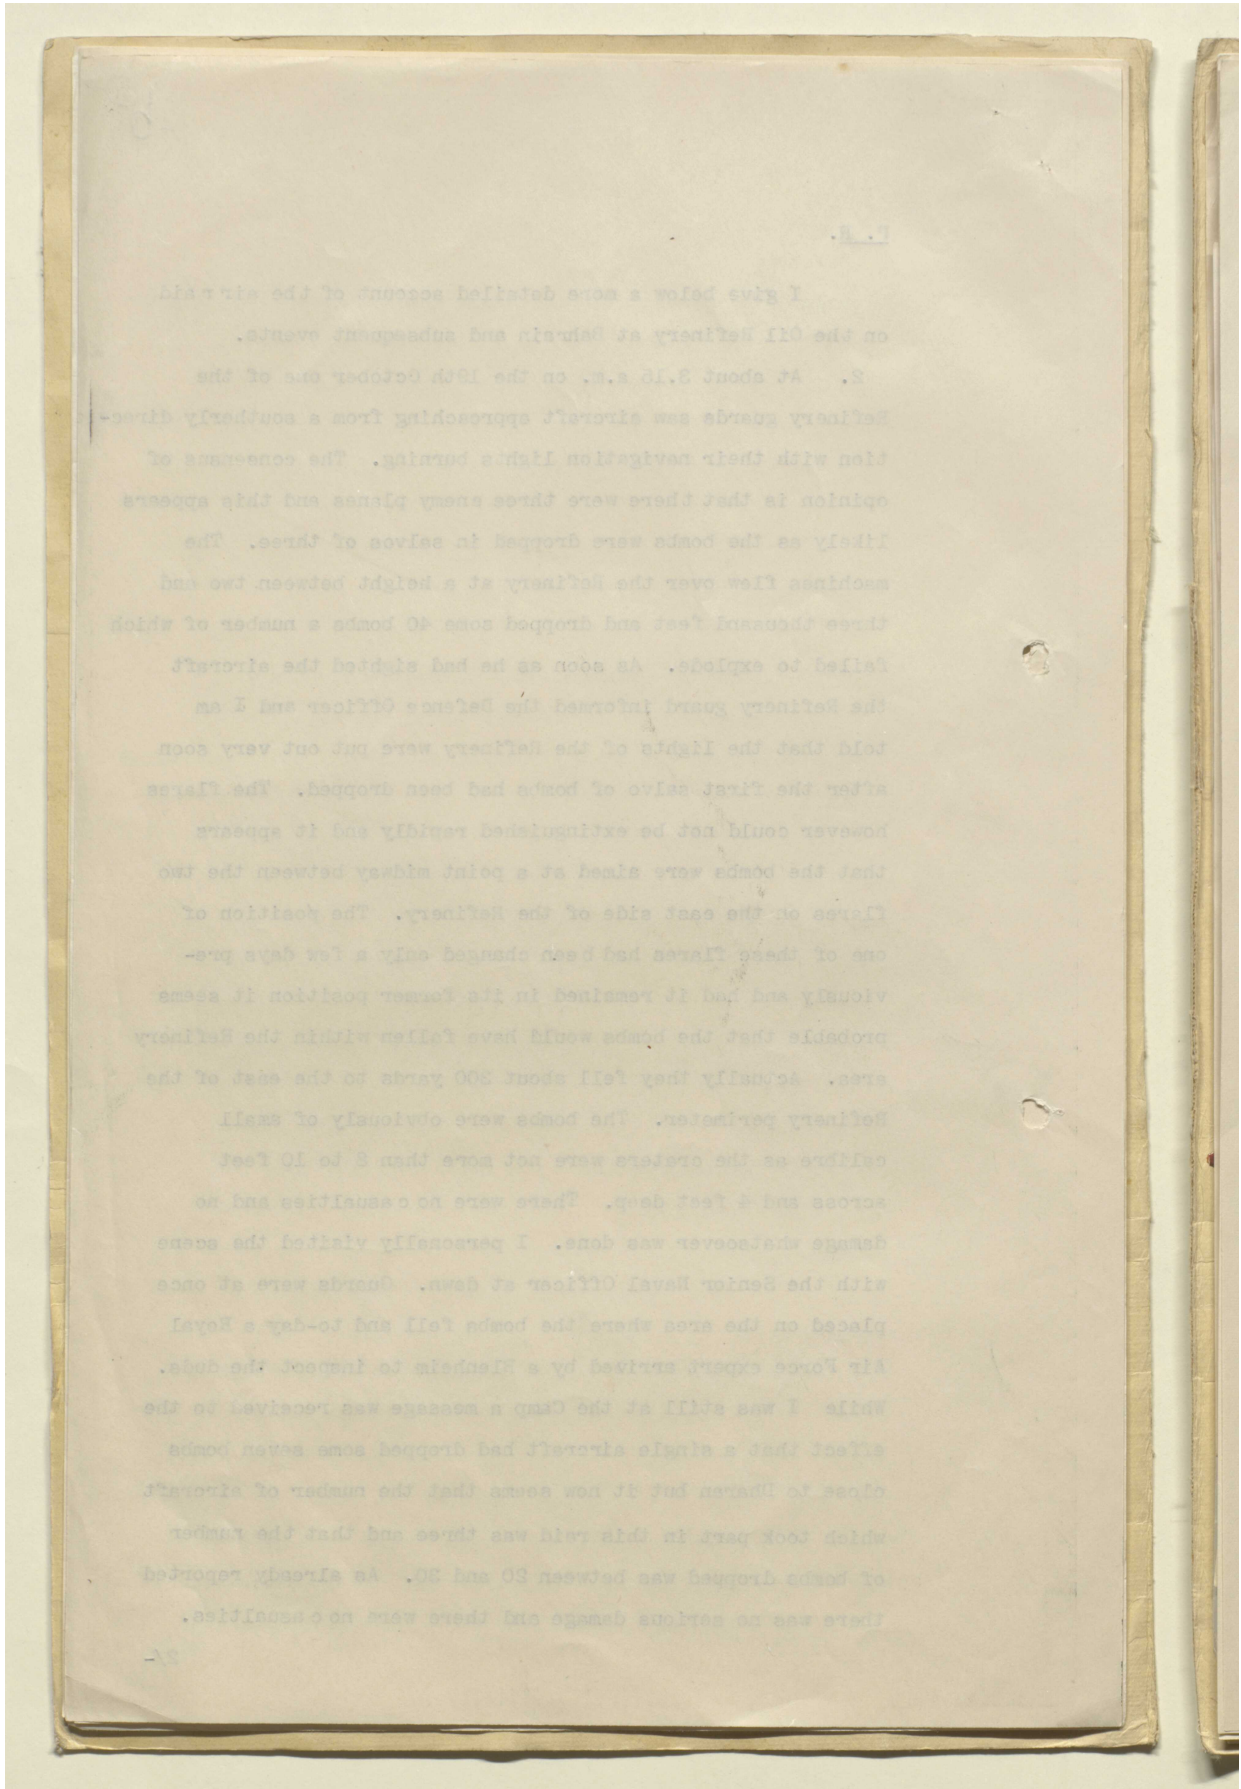 P. A.
I give below a more detailed account of the air raid
on the Oil Refinery at Bahrain and subsequent events.
2. At about 3.15 a.m. on the 19th October one of the
Refinery guards saw aircraft approaching from a southerly direc-
tion with their navigation lights burning. The consensus of
opinion is that there were three enemy planes and this appears
likely as the bombs were dropped in salvos of three. The
machines flew over the Refinery at a height between two and
three thousand feet and dropped some 40 bombs a number of which
failed to explode. As soon as he had sighted the aircraft
the Refinery guard informed the Defence Officer and I am
told that the lights of the Refinery were put out very soon
after the first salvo of bombs had been dropped. The flares
however could not be extinguished rapidly and it appears
that the bombs were aimed at a point midway between the two
flares on the east side of the Refinery. The position of
one of these flares had been changed only a few days pre-
viously and had it remained in its former position it seems
probable that the bombs would have fallen within the Refinery
area. Actually they fell about 200 yards to the east of the
Refinery perimeter. The bombs were obviously of small
calibre as the craters were not more than 8 to 10 feet
across and 4 feet deep. There were no casualties and no
damage whatsoever was done. I personally visited the scene
with the Senior Naval Officer at dawn. Guards were at once
placed on the area where the bombs fell and to-day a Royal
Air Force expert arrived by a Blenheim to inspect the duds.
While I was still at the Camp a message was received to the
effect that a single aircraft had dropped some seven bombs
close to Dharan but it now seems that the number of aircraft
which took part in this raid was three and that the number
of bombs dropped was between 20 and 30. As already reported
there was no serious damage and there were no casualties.
2/-